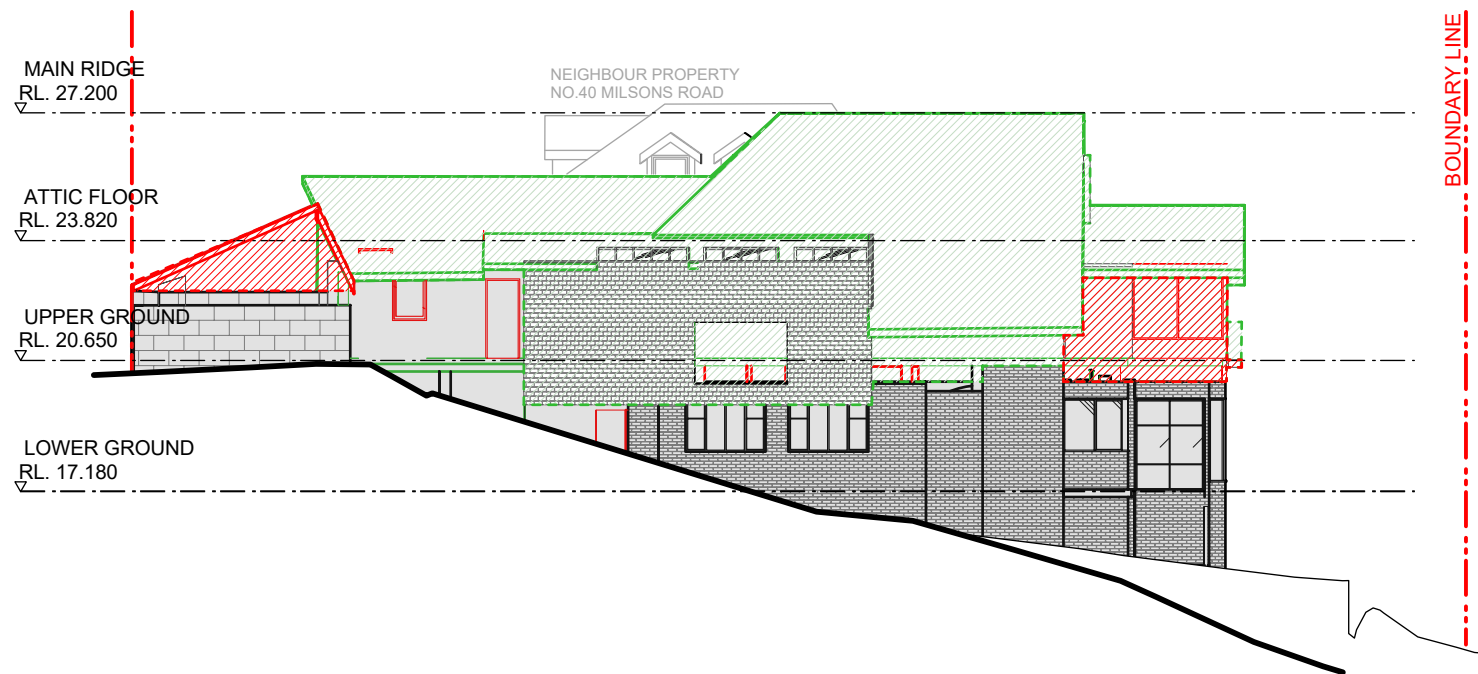 MAIN RIDGE
RL. 27.200
NEIGHBOUR PROPERTY
NO.40 MILSONS ROAD
BOUNDARY LINE
ATTIC FLOOR
RL. 23.820
UPPER GROUND
RL. 20.650
LOWER GROUND
RL. 17.180